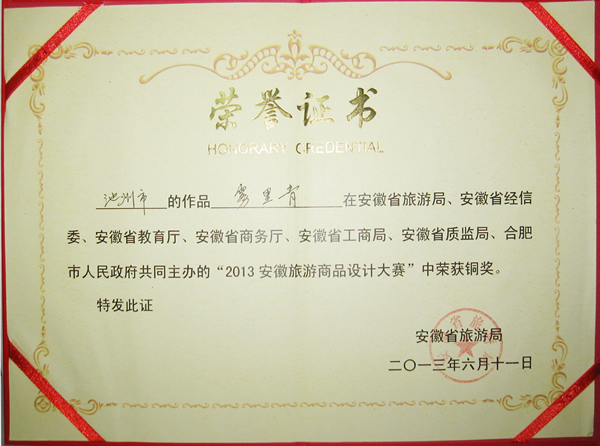 荣誉证书
HONORARY CREDENTIAL
池州市的作品雾里青在安徽省旅游局、安徽省经信
委、安徽省教育厅、安徽省商务厅、安徽省工商局、安徽省质监局、合肥
市人民政府共同主办的“2013安徽旅游商品设计大赛”中荣获铜奖。
特发此证
安徽省旅游局
二〇一三年六月十一日